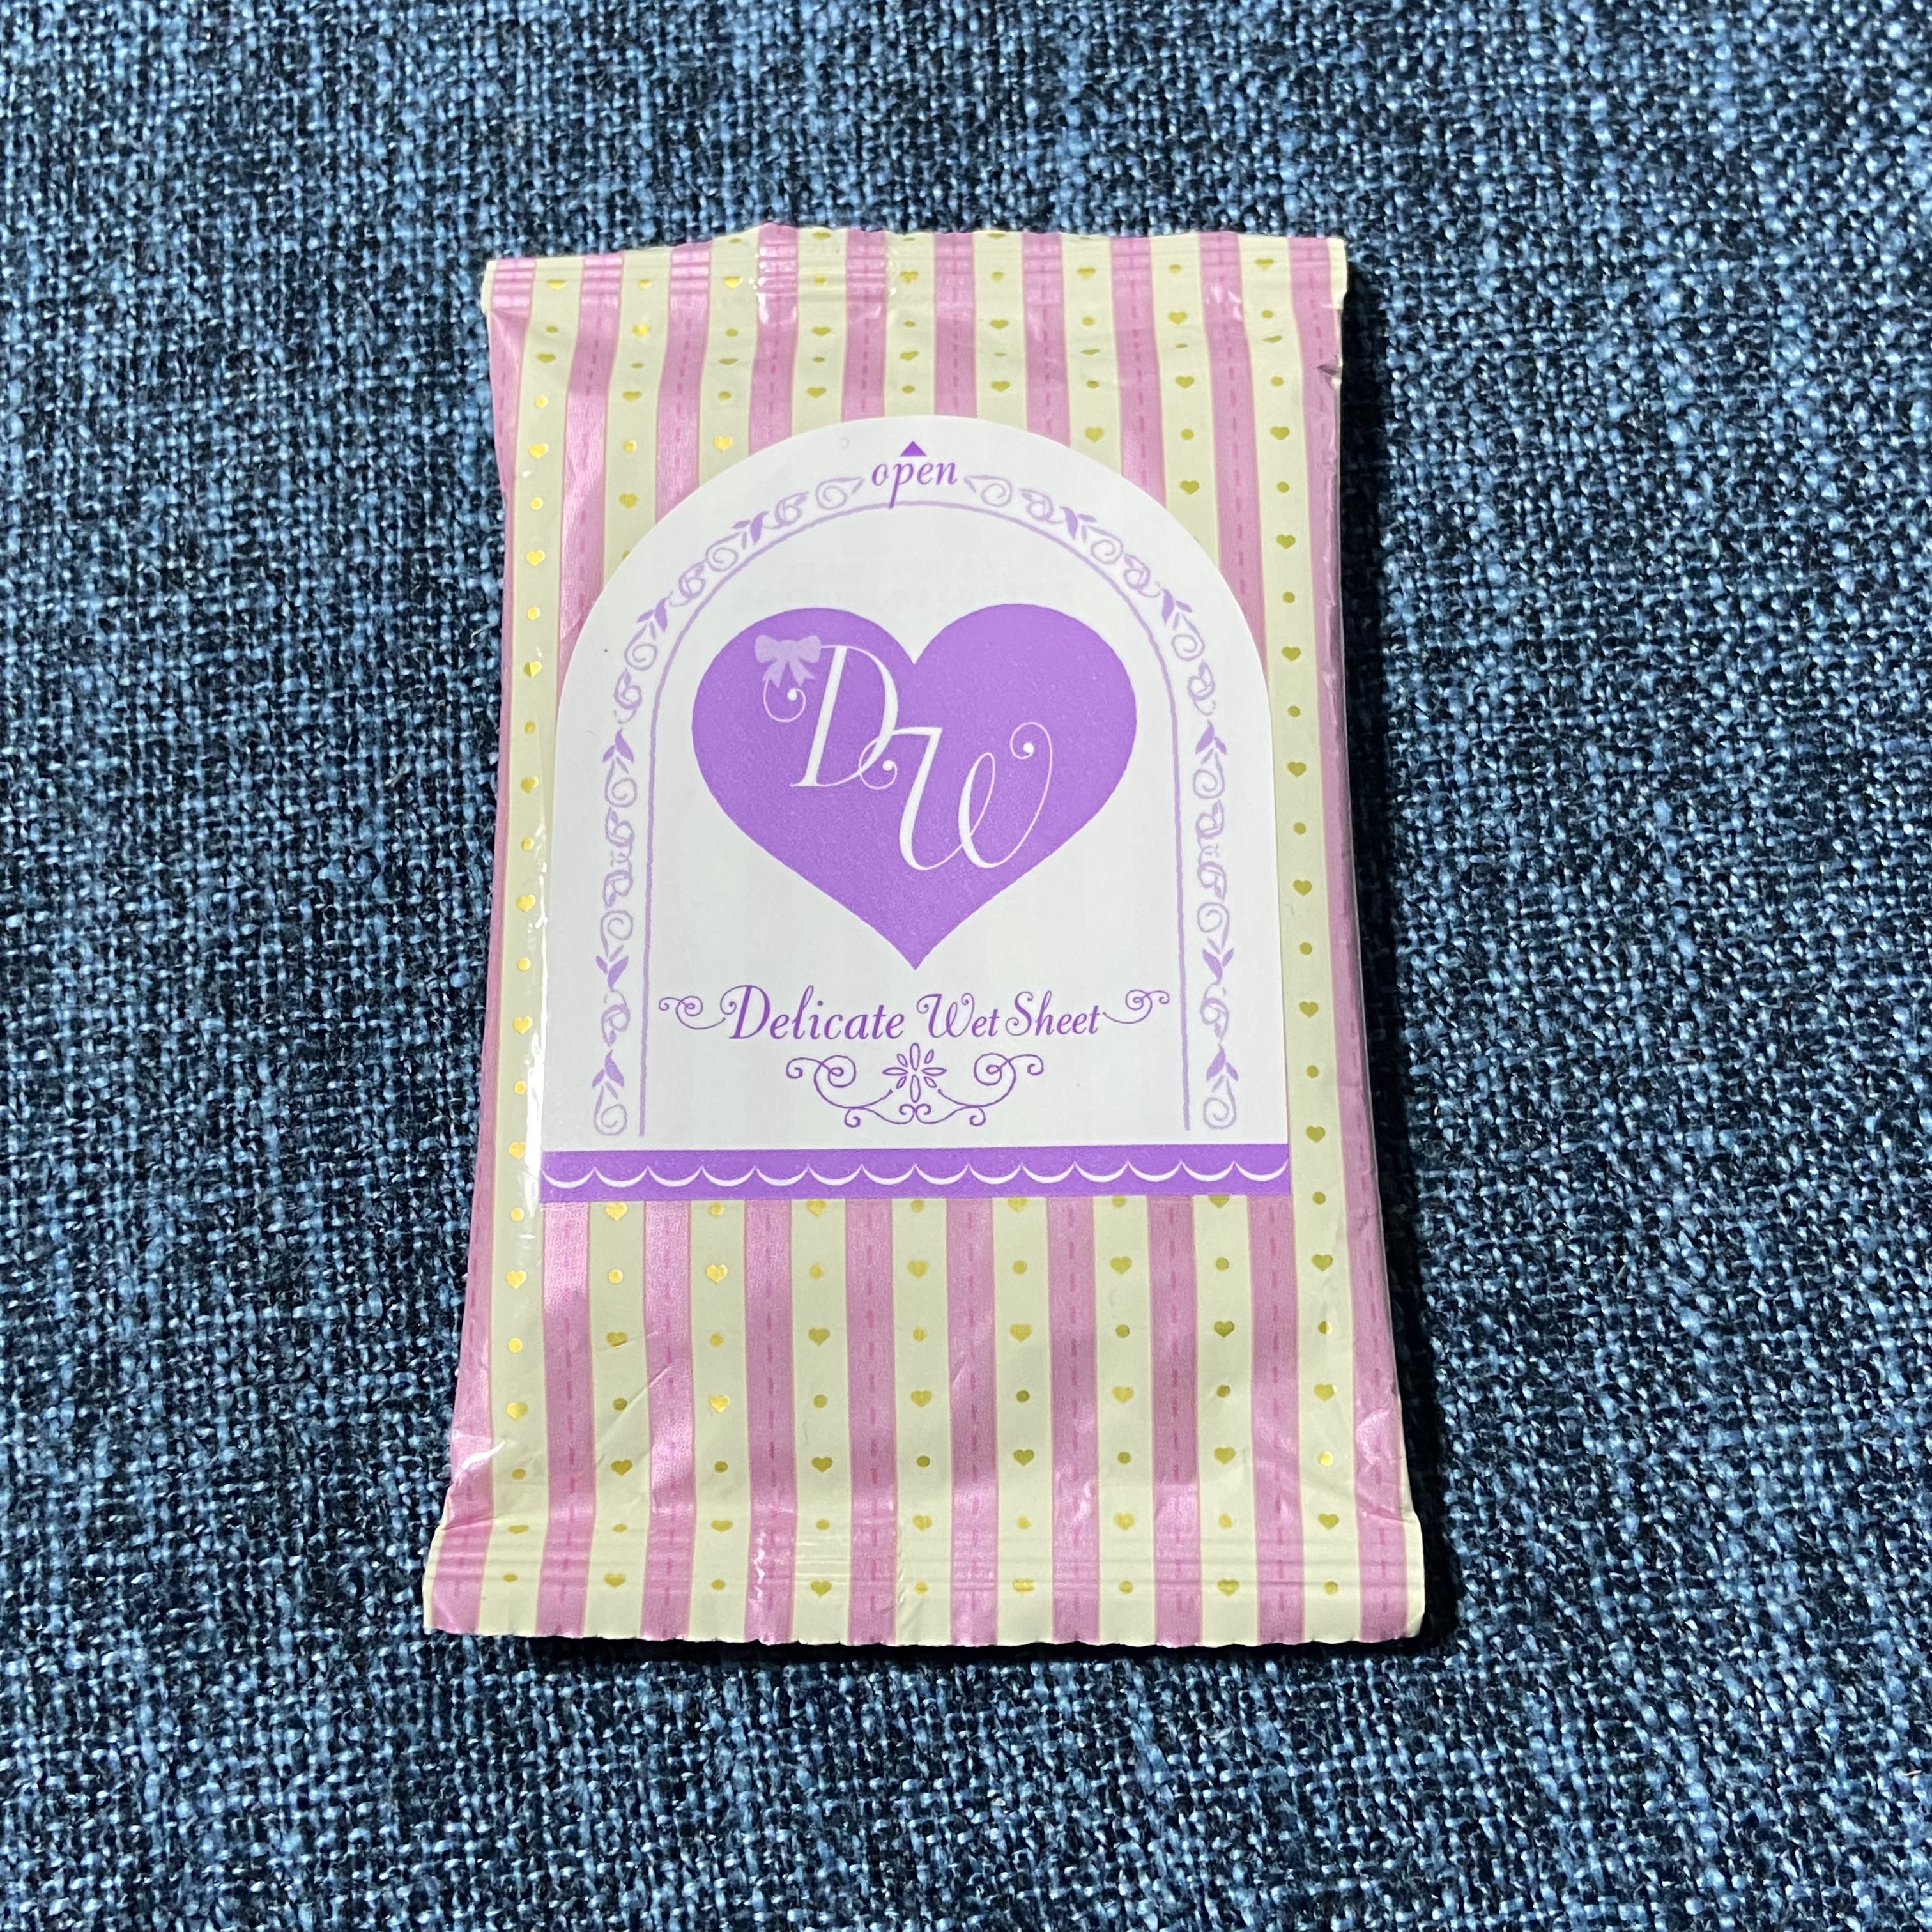 open
DW
Delicate Wet Sheet